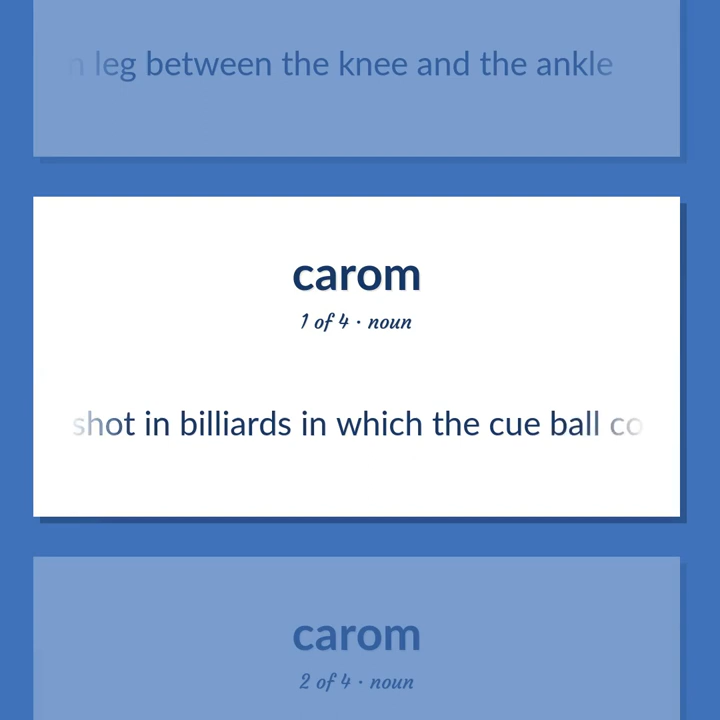 leg between the knee and the ankle
carom
1 of 4 · noun
shot in billiards in which the cue ball
carom
2 of 4 · noun